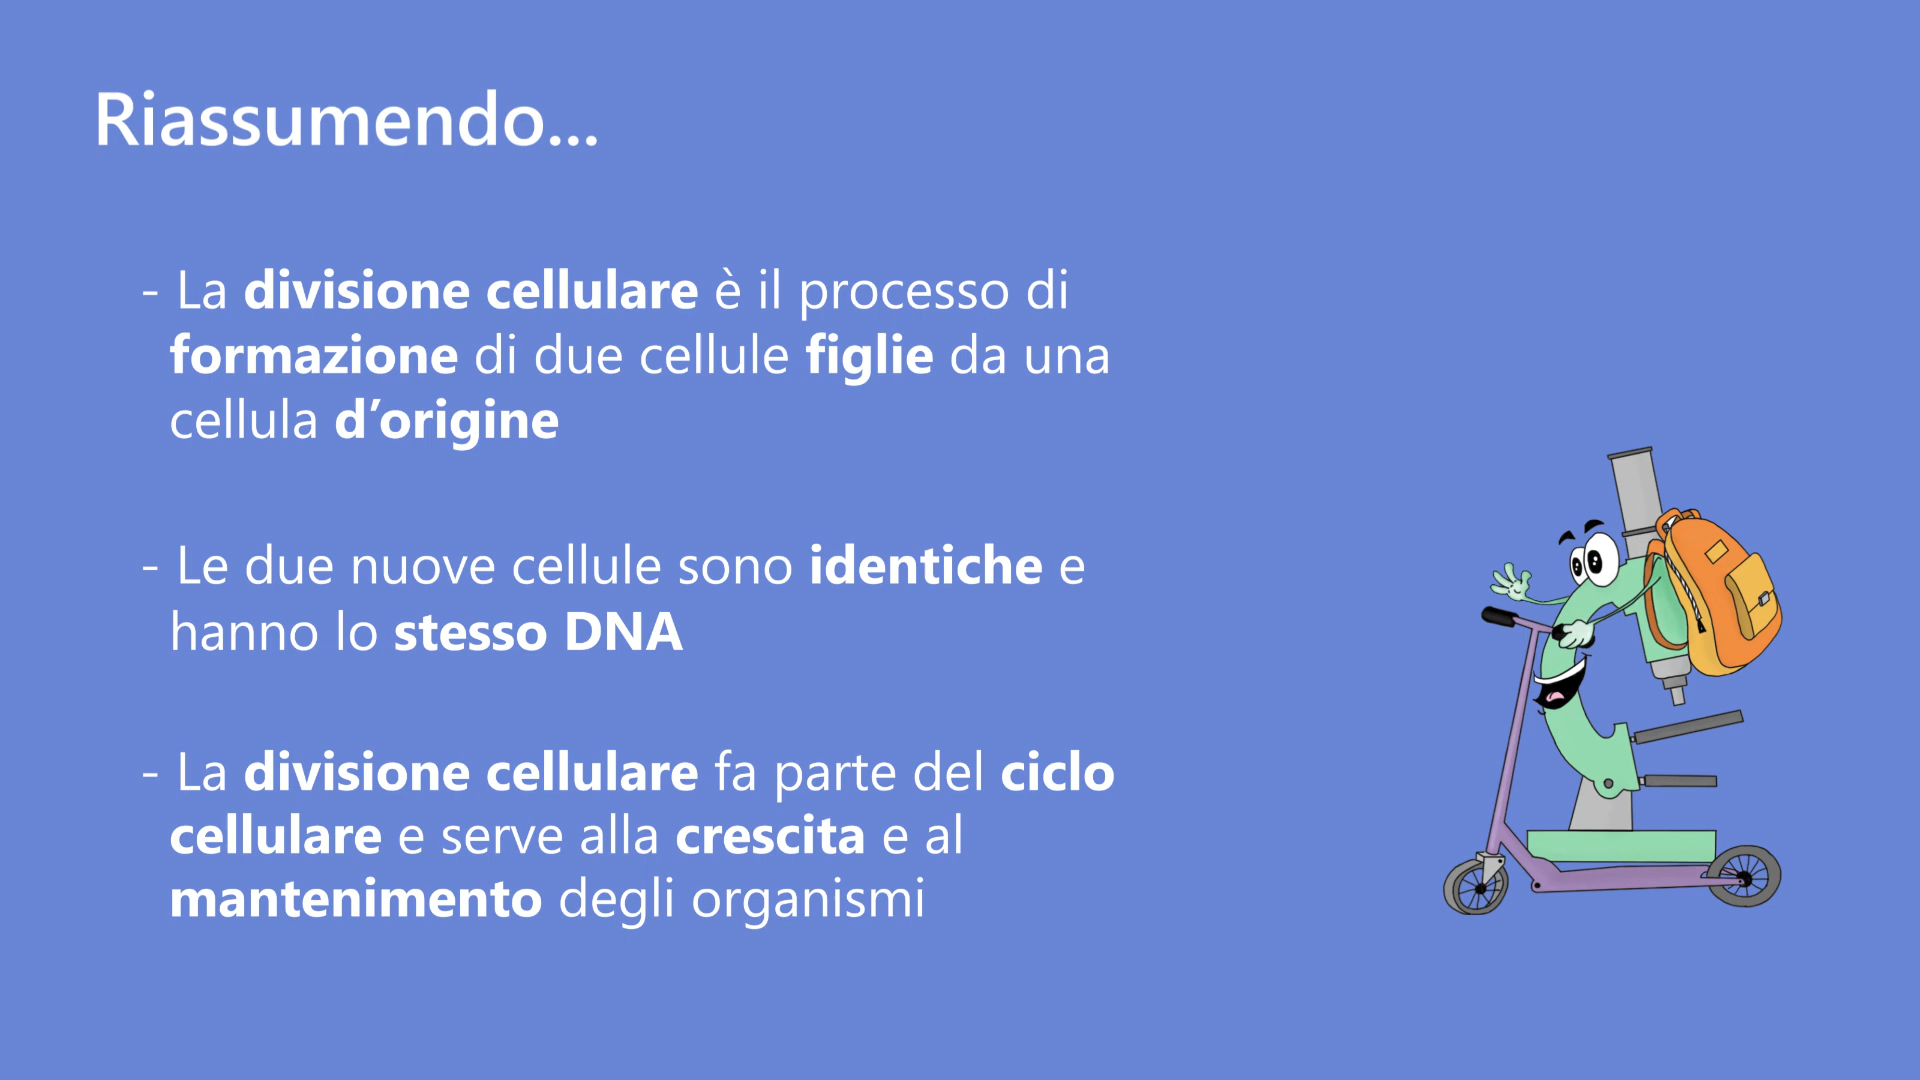 Riassumendo...
- La divisione cellulare è il processo di
formazione di due cellule figlie da una
cellula d’origine
- Le due nuove cellule sono identiche e
hanno lo stesso DNA
- La divisione cellulare fa parte del ciclo
cellulare e serve alla crescita e al
mantenimento degli organismi